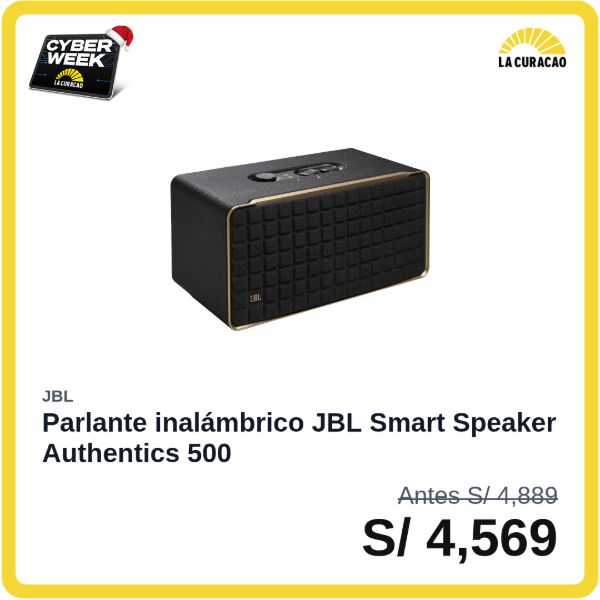 CYBER
WEEK
LA CURACAO
LA CURACAO
JBL
JBL
Parlante inalámbrico JBL Smart Speaker
Authentics 500
Antes S/ 4,889
S/ 4,569